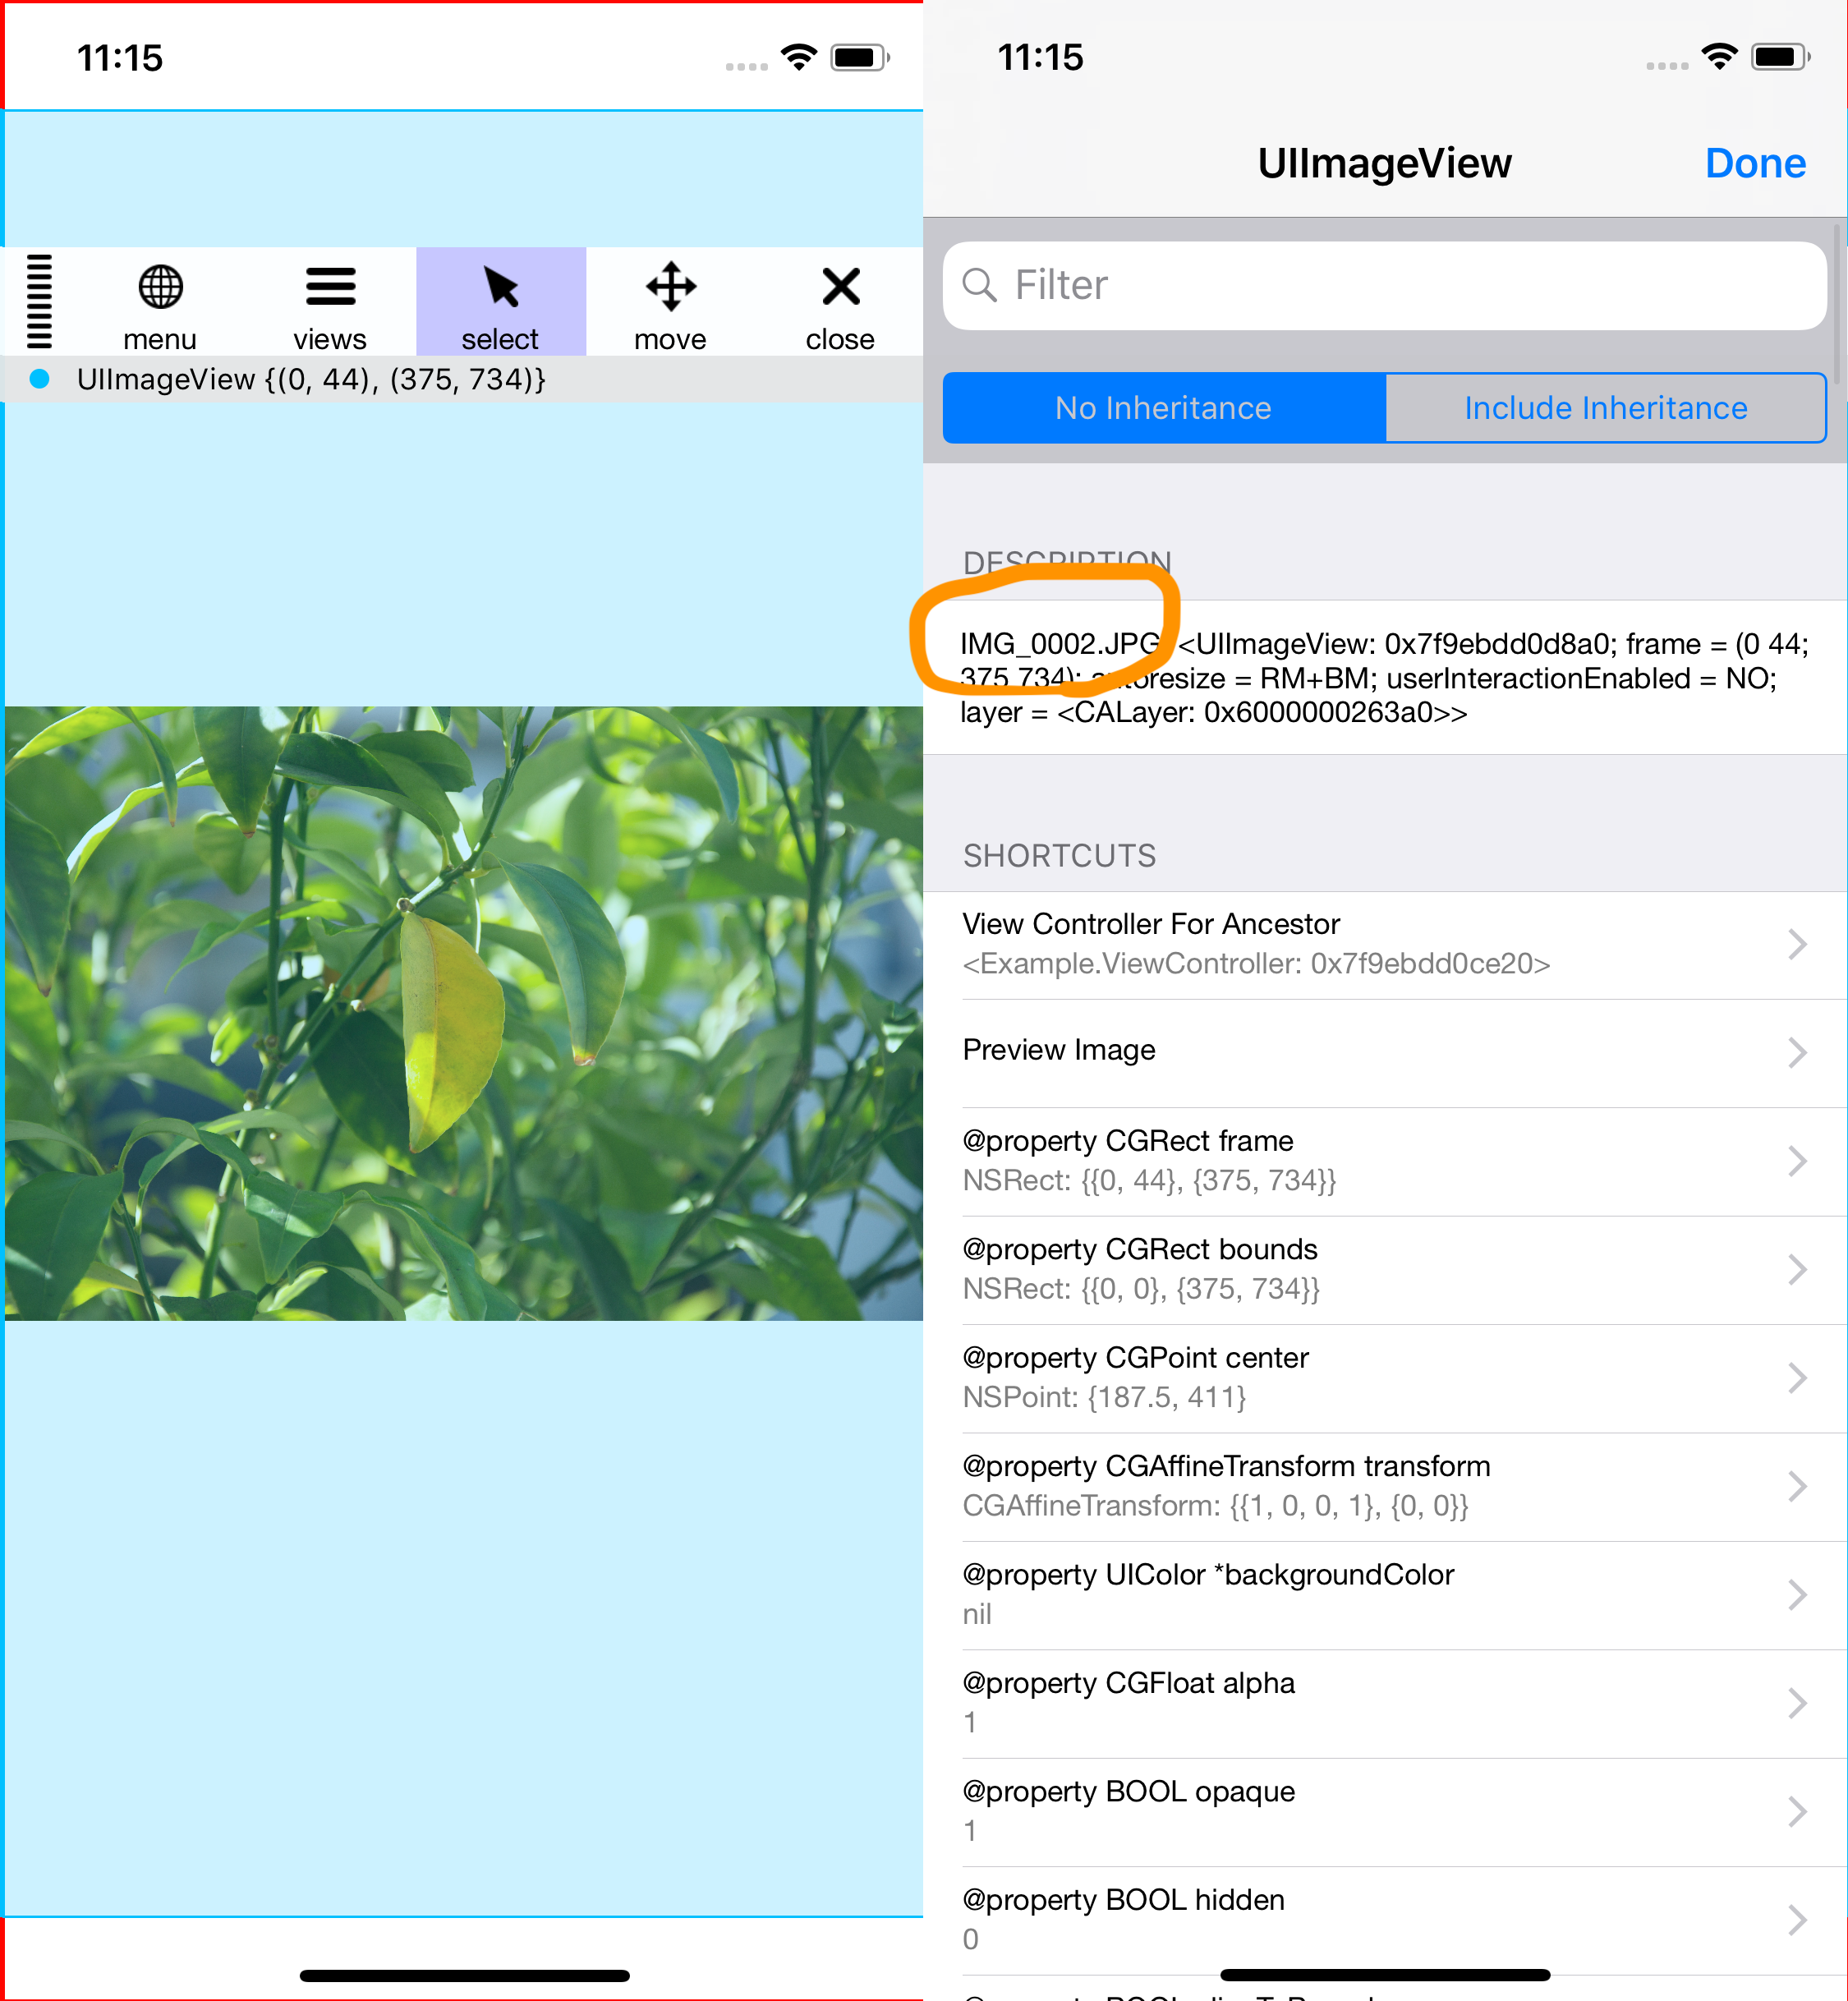 11:15
menu
views
select
move
close
UIImageView {(0, 44), (375, 734)}
11:15
UIImageView
Done
Filter
No Inheritance
Include Inheritance
DESCRIPTION
IMG_0002.JPG <UIImageView: 0x7f9ebdd0d8a0; frame = (0 44;
375 734); autoresize = RM+BM; userInteractionEnabled = NO;
layer = <CALayer: 0x6000000263a0>>
SHORTCUTS
View Controller For Ancestor
<Example.ViewController: 0x7f9ebdd0ce20>
Preview Image
@property CGRect frame
NSRect: {{0, 44}, {375, 734}}
@property CGRect bounds
NSRect: {{0, 0}, {375, 734}}
@property CGPoint center
NSPoint: {187.5, 411}
@property CGAffineTransform transform
CGAffineTransform: {{1, 0, 0, 1}, {0, 0}}
@property UIColor *backgroundColor
nil
@property CGFloat alpha
1
@property BOOL opaque
1
@property BOOL hidden
0